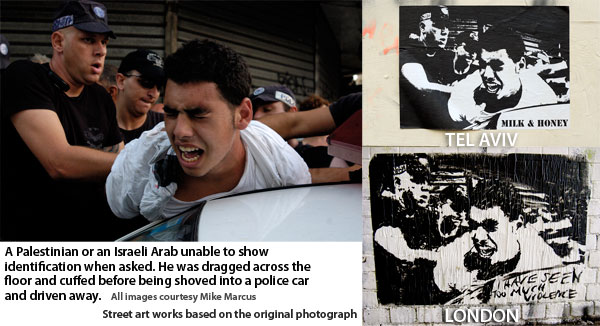 A Palestinian or an Israeli Arab unable to show
identification when asked. He was dragged across the
floor and cuffed before being shoved into a police car
and driven away. All images courtesy Mike Marcus
Street art works based on the original photograph
MILK & HONEY
TEL AVIV
I HAVE SEEN
TOO MUCH
VIOLENCE
LONDON